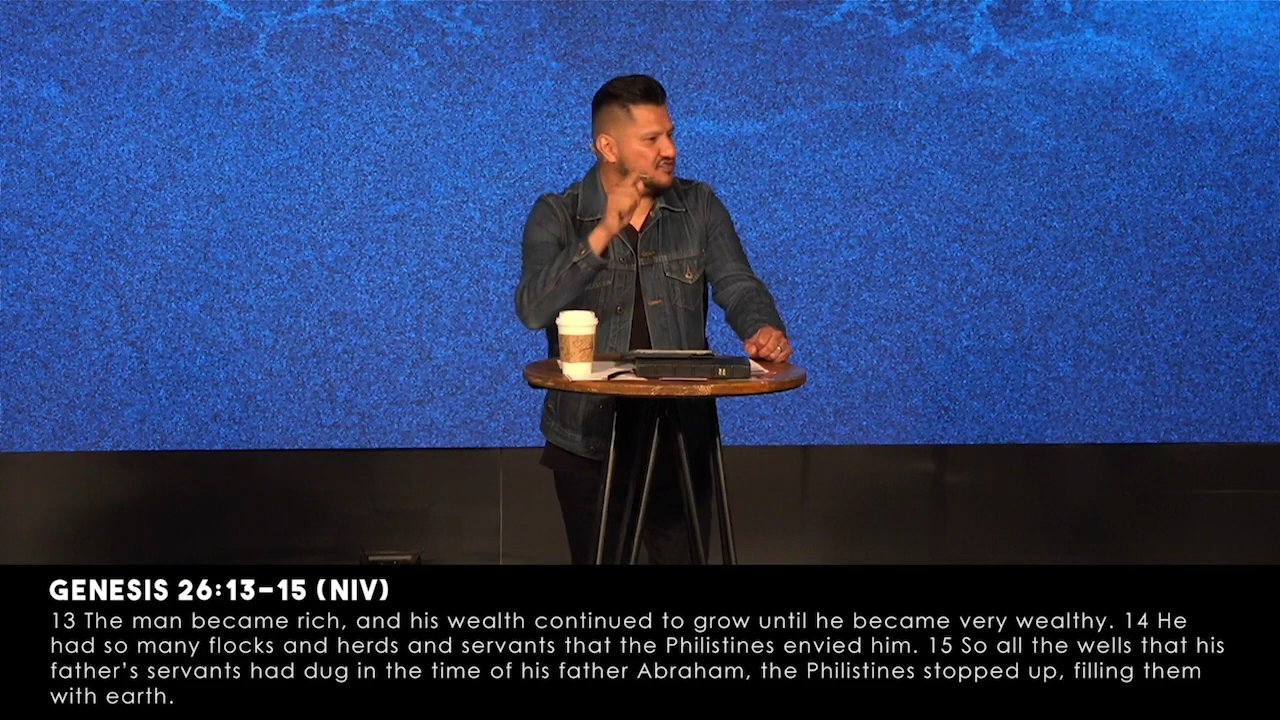 GENESIS 26:13-15 (NIV)
13 The man became rich, and his wealth continued to grow until he became very wealthy. 14 He
had so many flocks and herds and servants that the Philistines envied him. 15 So all the wells that his
father's servants had dug in the time of his father Abraham, the Philistines stopped up, filling them
with earth.